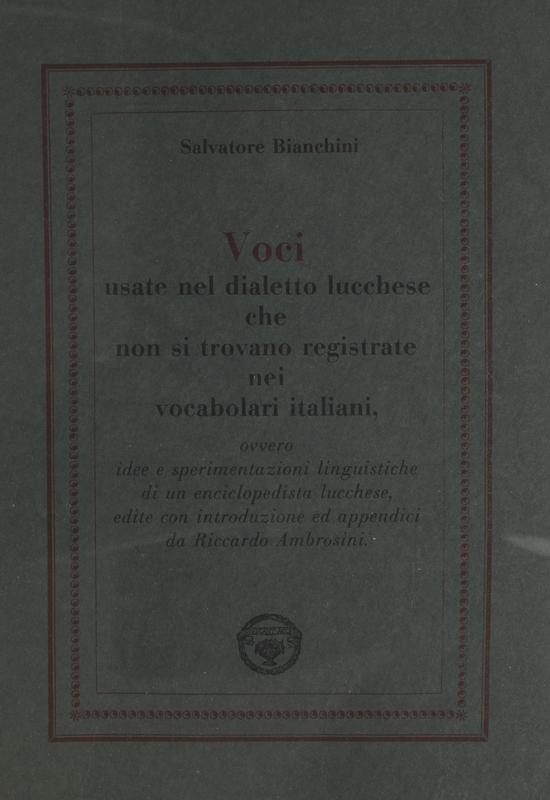 Salvatore Bianchini
Voci
usate nel dialetto lucchese
che
non si trovano registrate
nei
vocabolari italiani,
ovvero
idee e sperimentazioni linguistiche
di un enciclopedista lucchese,
edite con introduzione ed appendici
da Riccardo Ambrosini.